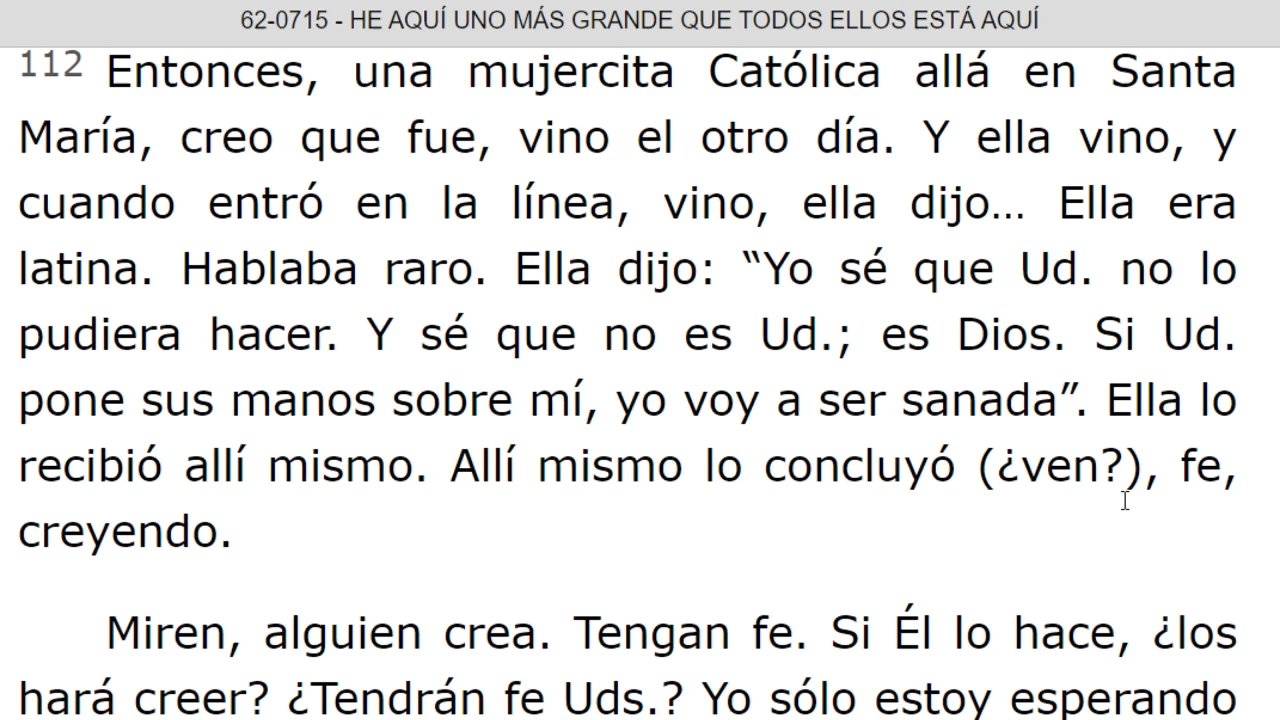 62-0715 - HE AQUÍ UNO MÁS GRANDE QUE TODOS ELLOS ESTÁ AQUÍ
112 Entonces, una mujercita Católica allá en Santa
María, creo que fue, vino el otro día. Y ella vino, y
cuando entró en la línea, vino, ella dijo… Ella era
latina. Hablaba raro. Ella dijo: “Yo sé que Ud. no lo
pudiera hacer. Y sé que no es Ud.; es Dios. Si Ud.
pone sus manos sobre mí, yo voy a ser sanada”. Ella lo
recibió allí mismo. Allí mismo lo concluyó (¿ven?), fe,
creyendo.
Miren, alguien crea. Tengan fe. Si Él lo hace, ¿los
hará creer? ¿Tendrán fe Uds.? Yo sólo estoy esperando